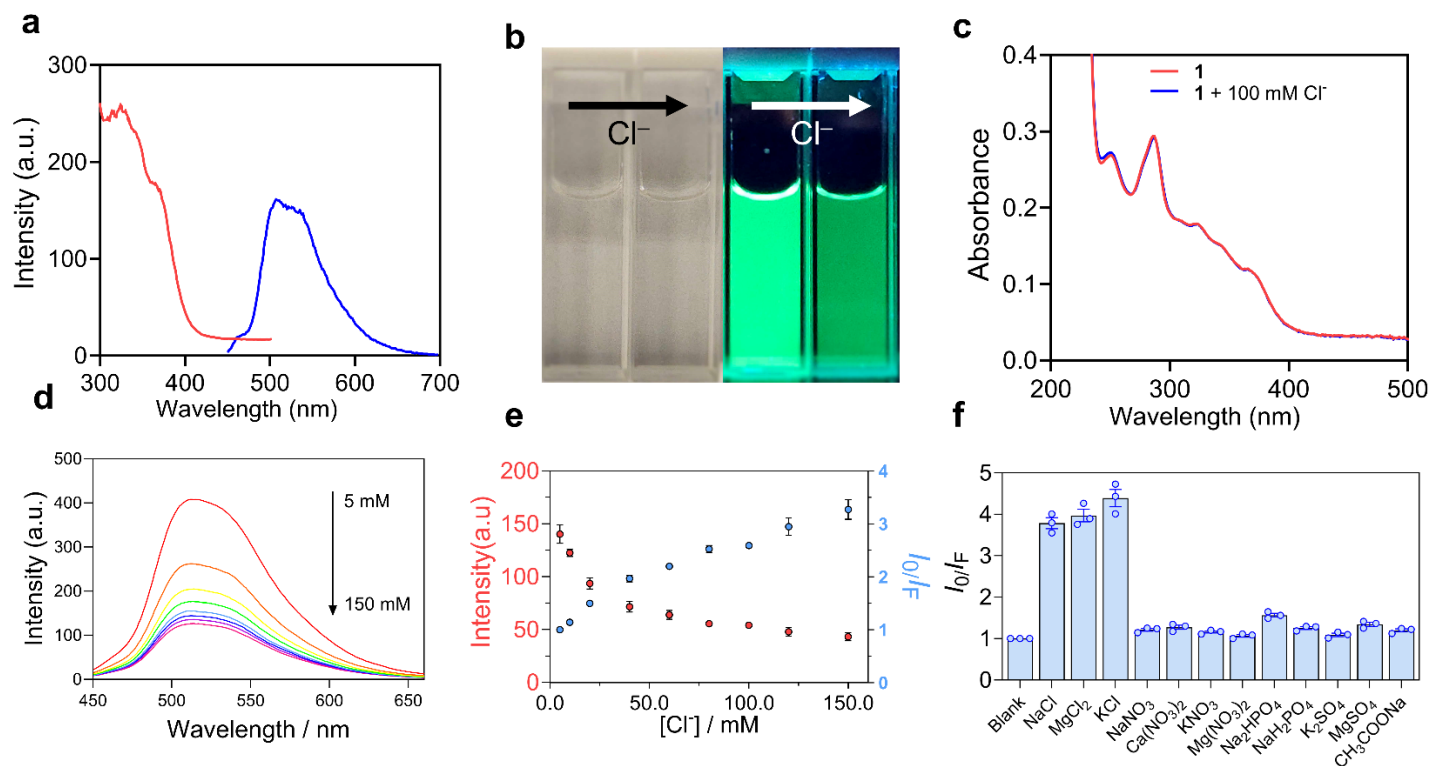 a
300
200
100
0
Intensity (a.u.)
300 400 500 600 700
Wavelength (nm)
b
Cl⁻
Cl⁻
c
0.4
0.3
0.2
0.1
0.0
Absorbance
1
1 + 100 mM Cl⁻
200 300 400 500
Wavelength (nm)
d
500
400
300
200
100
0
Intensity (a.u.)
5 mM
150 mM
450 500 550 600 650
Wavelength / nm
e
200
150
100
50
0
Intensity(a.u)
4
3
2
1
0
I₀/I_F
0.0 50.0 100.0 150.0
[Cl⁻] / mM
f
5
4
3
2
1
0
I₀/I_F
Blank
NaCl
MgCl₂
KCl
NaNO₃
Ca(NO₃)₂
KNO₃
Mg(NO₃)₂
Na₂HPO₄
NaH₂PO₄
K₂SO₄
MgSO₄
CH₃COONa